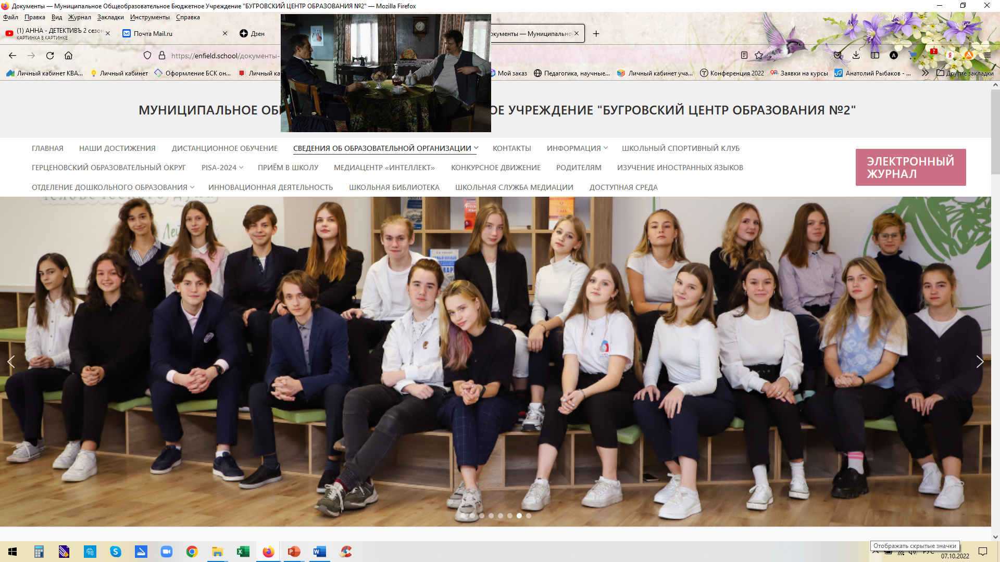 Документы — Муниципальное Общеобразовательное Бюджетное Учреждение "БУГРОВСКИЙ ЦЕНТР ОБРАЗОВАНИЯ №2" — Mozilla Firefox
Файл Правка Вид Журнал Закладки Инструменты Справка
(1) АННА - ДЕТЕКТИВЪ 2 сезон
КАРТИНКА В КАРТИНКЕ
Почта Mail.ru
Дзен
окументы — Муниципально
https://enfield.school/документы-
Личный кабинет КВА...
Личный кабинет
Оформление БСК он...
Личный ка
Мой заказ
Педагогика, научные...
Личный кабинет уча...
Конференция 2022
Заявки на курсы
Анатолий Рыбаков - ...
Другие закладки
МУНИЦИПАЛЬНОЕ ОБ ОЕ УЧРЕЖДЕНИЕ "БУГРОВСКИЙ ЦЕНТР ОБРАЗОВАНИЯ №2"
ГЛАВНАЯ НАШИ ДОСТИЖЕНИЯ ДИСТАНЦИОННОЕ ОБУЧЕНИЕ СВЕДЕНИЯ ОБ ОБРАЗОВАТЕЛЬНОЙ ОРГАНИЗАЦИИ КОНТАКТЫ ИНФОРМАЦИЯ ШКОЛЬНЫЙ СПОРТИВНЫЙ КЛУБ
ГЕРЦЕНОВСКИЙ ОБРАЗОВАТЕЛЬНЫЙ ОКРУГ PISA-2024 ПРИЁМ В ШКОЛУ МЕДИАЦЕНТР «ИНТЕЛЛЕКТ» КОНКУРСНОЕ ДВИЖЕНИЕ РОДИТЕЛЯМ ИЗУЧЕНИЕ ИНОСТРАННЫХ ЯЗЫКОВ
ОТДЕЛЕНИЕ ДОШКОЛЬНОГО ОБРАЗОВАНИЯ ИННОВАЦИОННАЯ ДЕЯТЕЛЬНОСТЬ ШКОЛЬНАЯ БИБЛИОТЕКА ШКОЛЬНАЯ СЛУЖБА МЕДИАЦИИ ДОСТУПНАЯ СРЕДА
ЭЛЕКТРОННЫЙ
ЖУРНАЛ
Отображать скрытые значки
РУС
07.10.2022